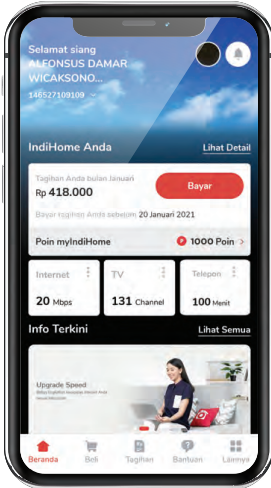 Selamat siang
ALFONSUS DAMAR
WICAKSONO...
146527109109
IndiHome Anda
Lihat Detail
Tagihan Anda bulan Januari
Rp 418.000
Bayar
Bayar tagihan Anda sebelum 20 Januari 2021
Poin myIndiHome
P 1000 Poin >
Internet
TV
Telepon
20 Mbps
131 Channel
100 Menit
Info Terkini
Lihat Semua
Upgrade Speed
Beranda
Beli
Tagihan
Bantuan
Lainnya